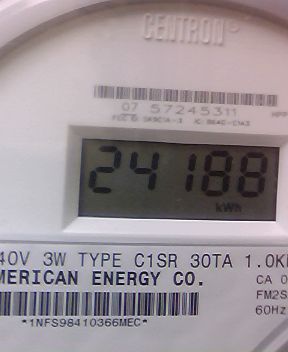 CENTRON
07 57245311
24188
kWh
40V 3W TYPE C1SR 30TA 1.0K
MERICAN ENERGY CO.
CA 0
FM2S
60Hz
*1NFS98410366MEC*